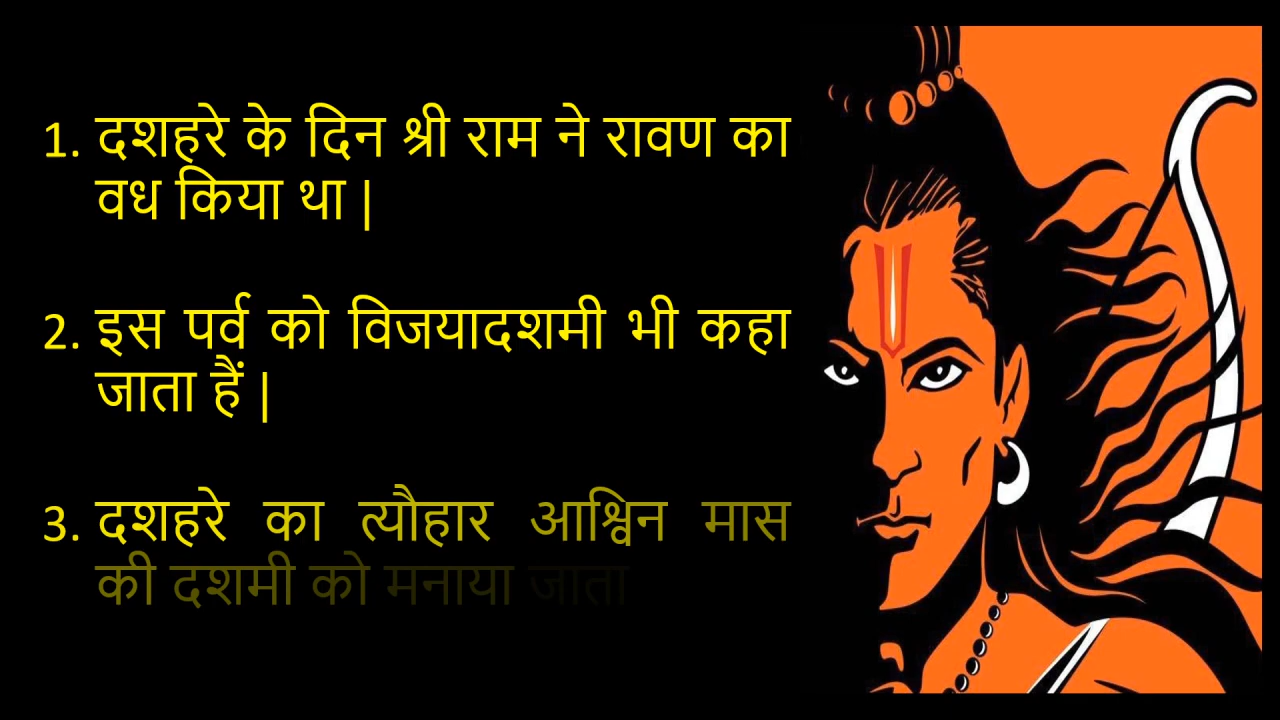 1. दशहरे के दिन श्री राम ने रावण का
वध किया था |
2. इस पर्व को विजयादशमी भी कहा
जाता हैं |
3. दशहरे का त्यौहार आश्विन मास
की दशमी को मनाया जाता